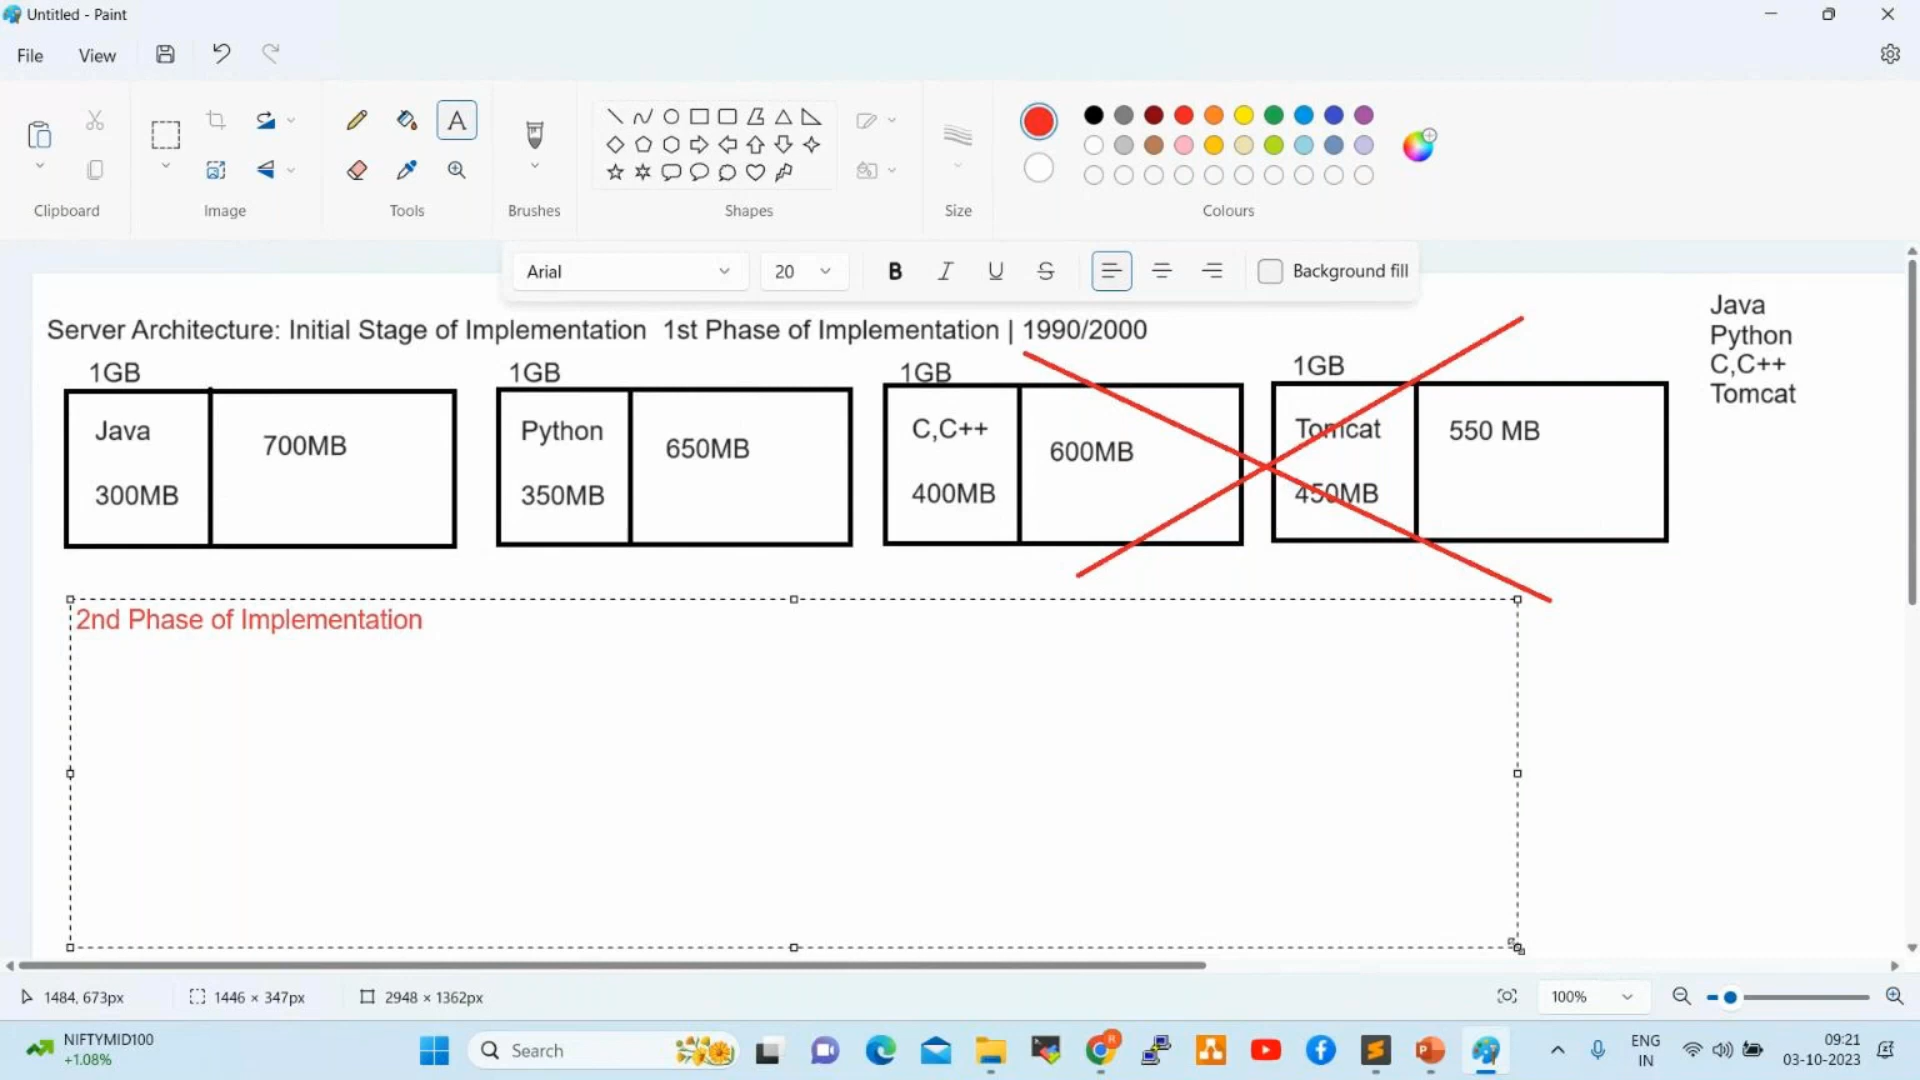 Untitled - Paint
File
View
Clipboard
Image
Tools
Brushes
Shapes
Size
Colours
Arial
20
B
I
U
S
Background fill
Server Architecture: Initial Stage of Implementation  1st Phase of Implementation | 1990/2000
Java
Python
C,C++
Tomcat
1GB
1GB
1GB
1GB
Java
300MB
700MB
Python
350MB
650MB
C,C++
400MB
600MB
Tomcat
450MB
550 MB
2nd Phase of Implementation
1484, 673px
1446 × 347px
2948 × 1362px
100%
NIFTYMID100
+1.08%
Search
ENG
IN
09:21
03-10-2023